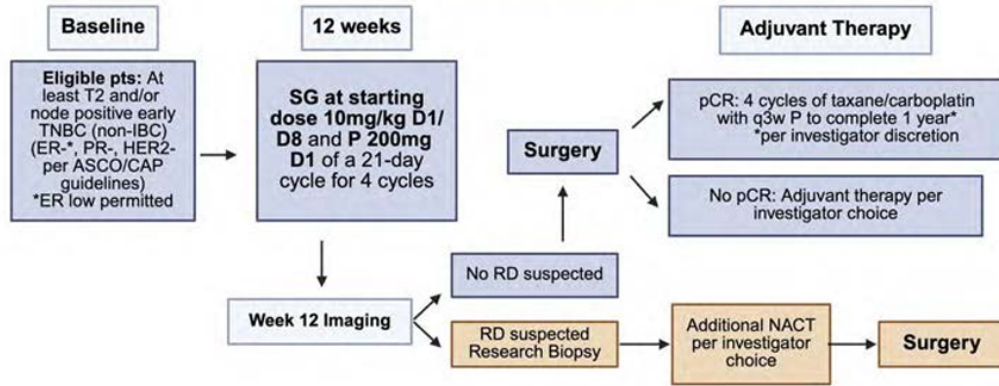 Baseline
12 weeks
Adjuvant Therapy
Eligible pts: At
least T2 and/or
node positive early
TNBC (non-IBC)
(ER-*, PR-, HER2-
per ASCO/CAP
guidelines)
*ER low permitted
SG at starting
dose 10mg/kg D1/
D8 and P 200mg
D1 of a 21-day
cycle for 4 cycles
Surgery
pCR: 4 cycles of taxane/carboplatin
with q3w P to complete 1 year*
*per investigator discretion
No pCR: Adjuvant therapy per
investigator choice
Week 12 Imaging
No RD suspected
RD suspected
Research Biopsy
Additional NACT
per investigator
choice
Surgery